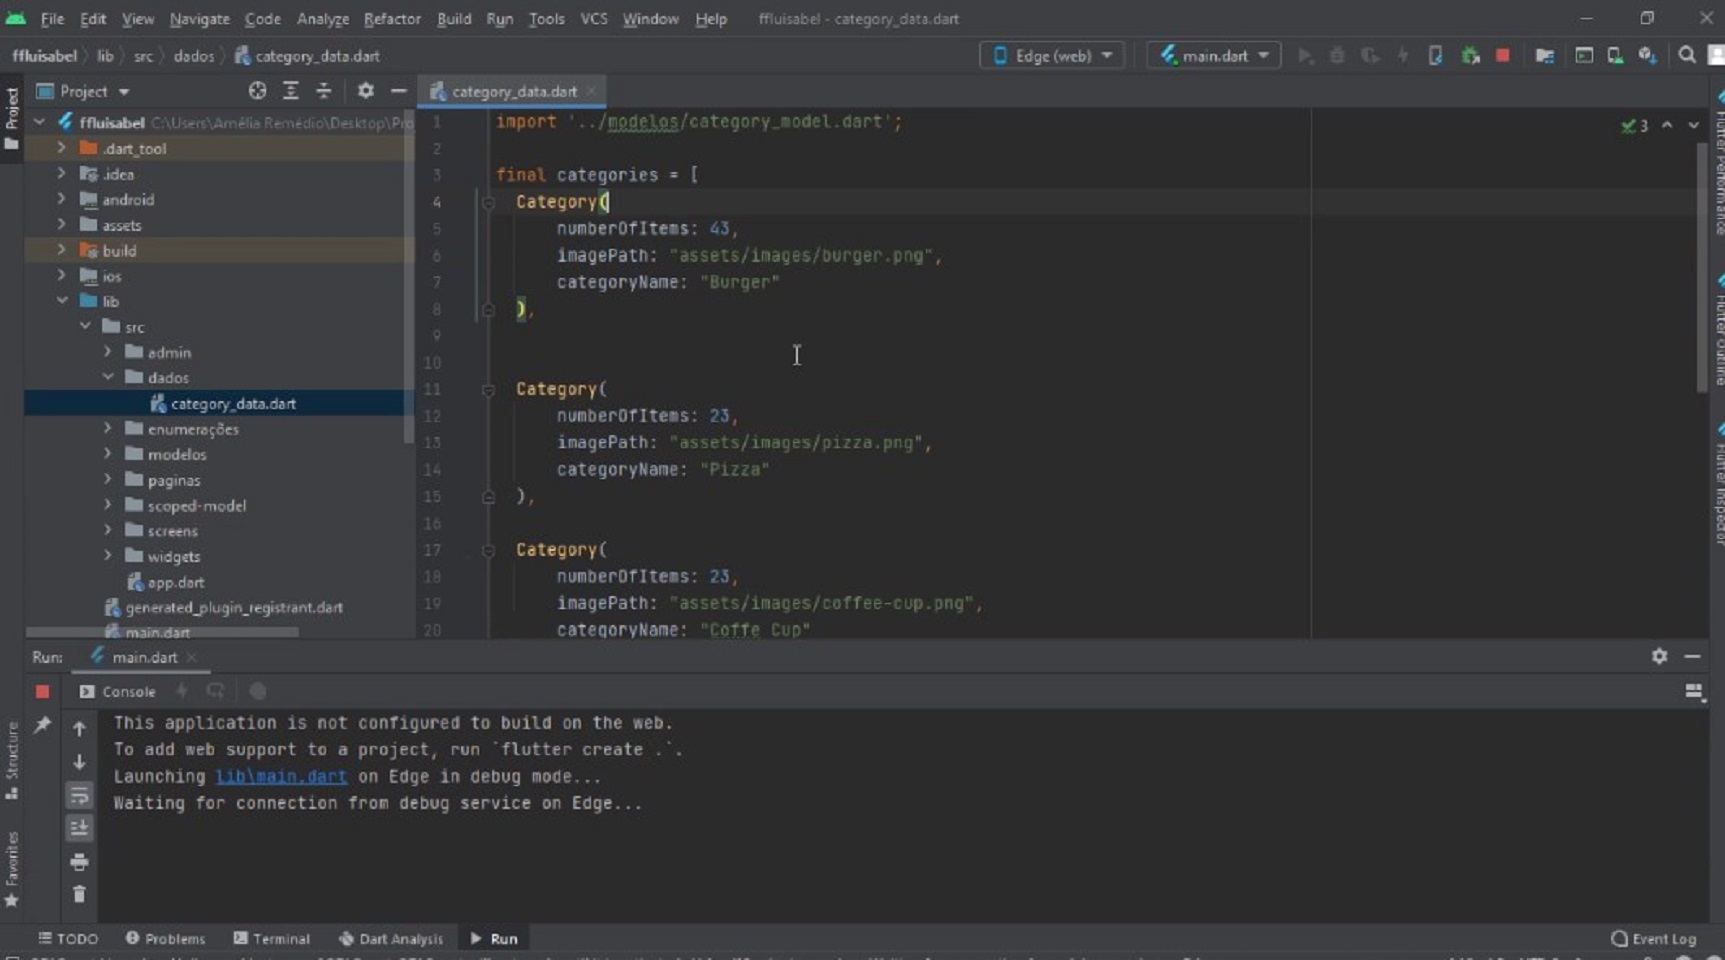 File Edit View Navigate Code Analyze Refactor Build Run Tools VCS Window Help ffluisabel - category_data.dart
ffluisabel lib src dados category_data.dart Edge (web) main.dart
Project category_data.dart
Project
ffluisabel C:\Users\Amélia Remédio\Desktop\Pro
.dart_tool
.idea
android
assets
build
ios
lib
src
admin
dados
category_data.dart
enumerações
modelos
paginas
scoped-model
screens
widgets
app.dart
generated_plugin_registrant.dart
main.dart
1 import '../modelos/category_model.dart';
2
3 final categories = [
4 Category(
5 numberOfItems: 43,
6 imagePath: "assets/images/burger.png",
7 categoryName: "Burger"
8 ),
9
10
11 Category(
12 numberOfItems: 23,
13 imagePath: "assets/images/pizza.png",
14 categoryName: "Pizza"
15 ),
16
17 Category(
18 numberOfItems: 23,
19 imagePath: "assets/images/coffee-cup.png",
20 categoryName: "Coffe Cup"
3
Flutter Performance
Flutter Outline
Flutter Inspector
Run: main.dart
Console
This application is not configured to build on the web.
To add web support to a project, run `flutter create .`.
Launching lib\main.dart on Edge in debug mode...
Waiting for connection from debug service on Edge...
Structure
Favorites
TODO Problems Terminal Dart Analysis Run Event Log